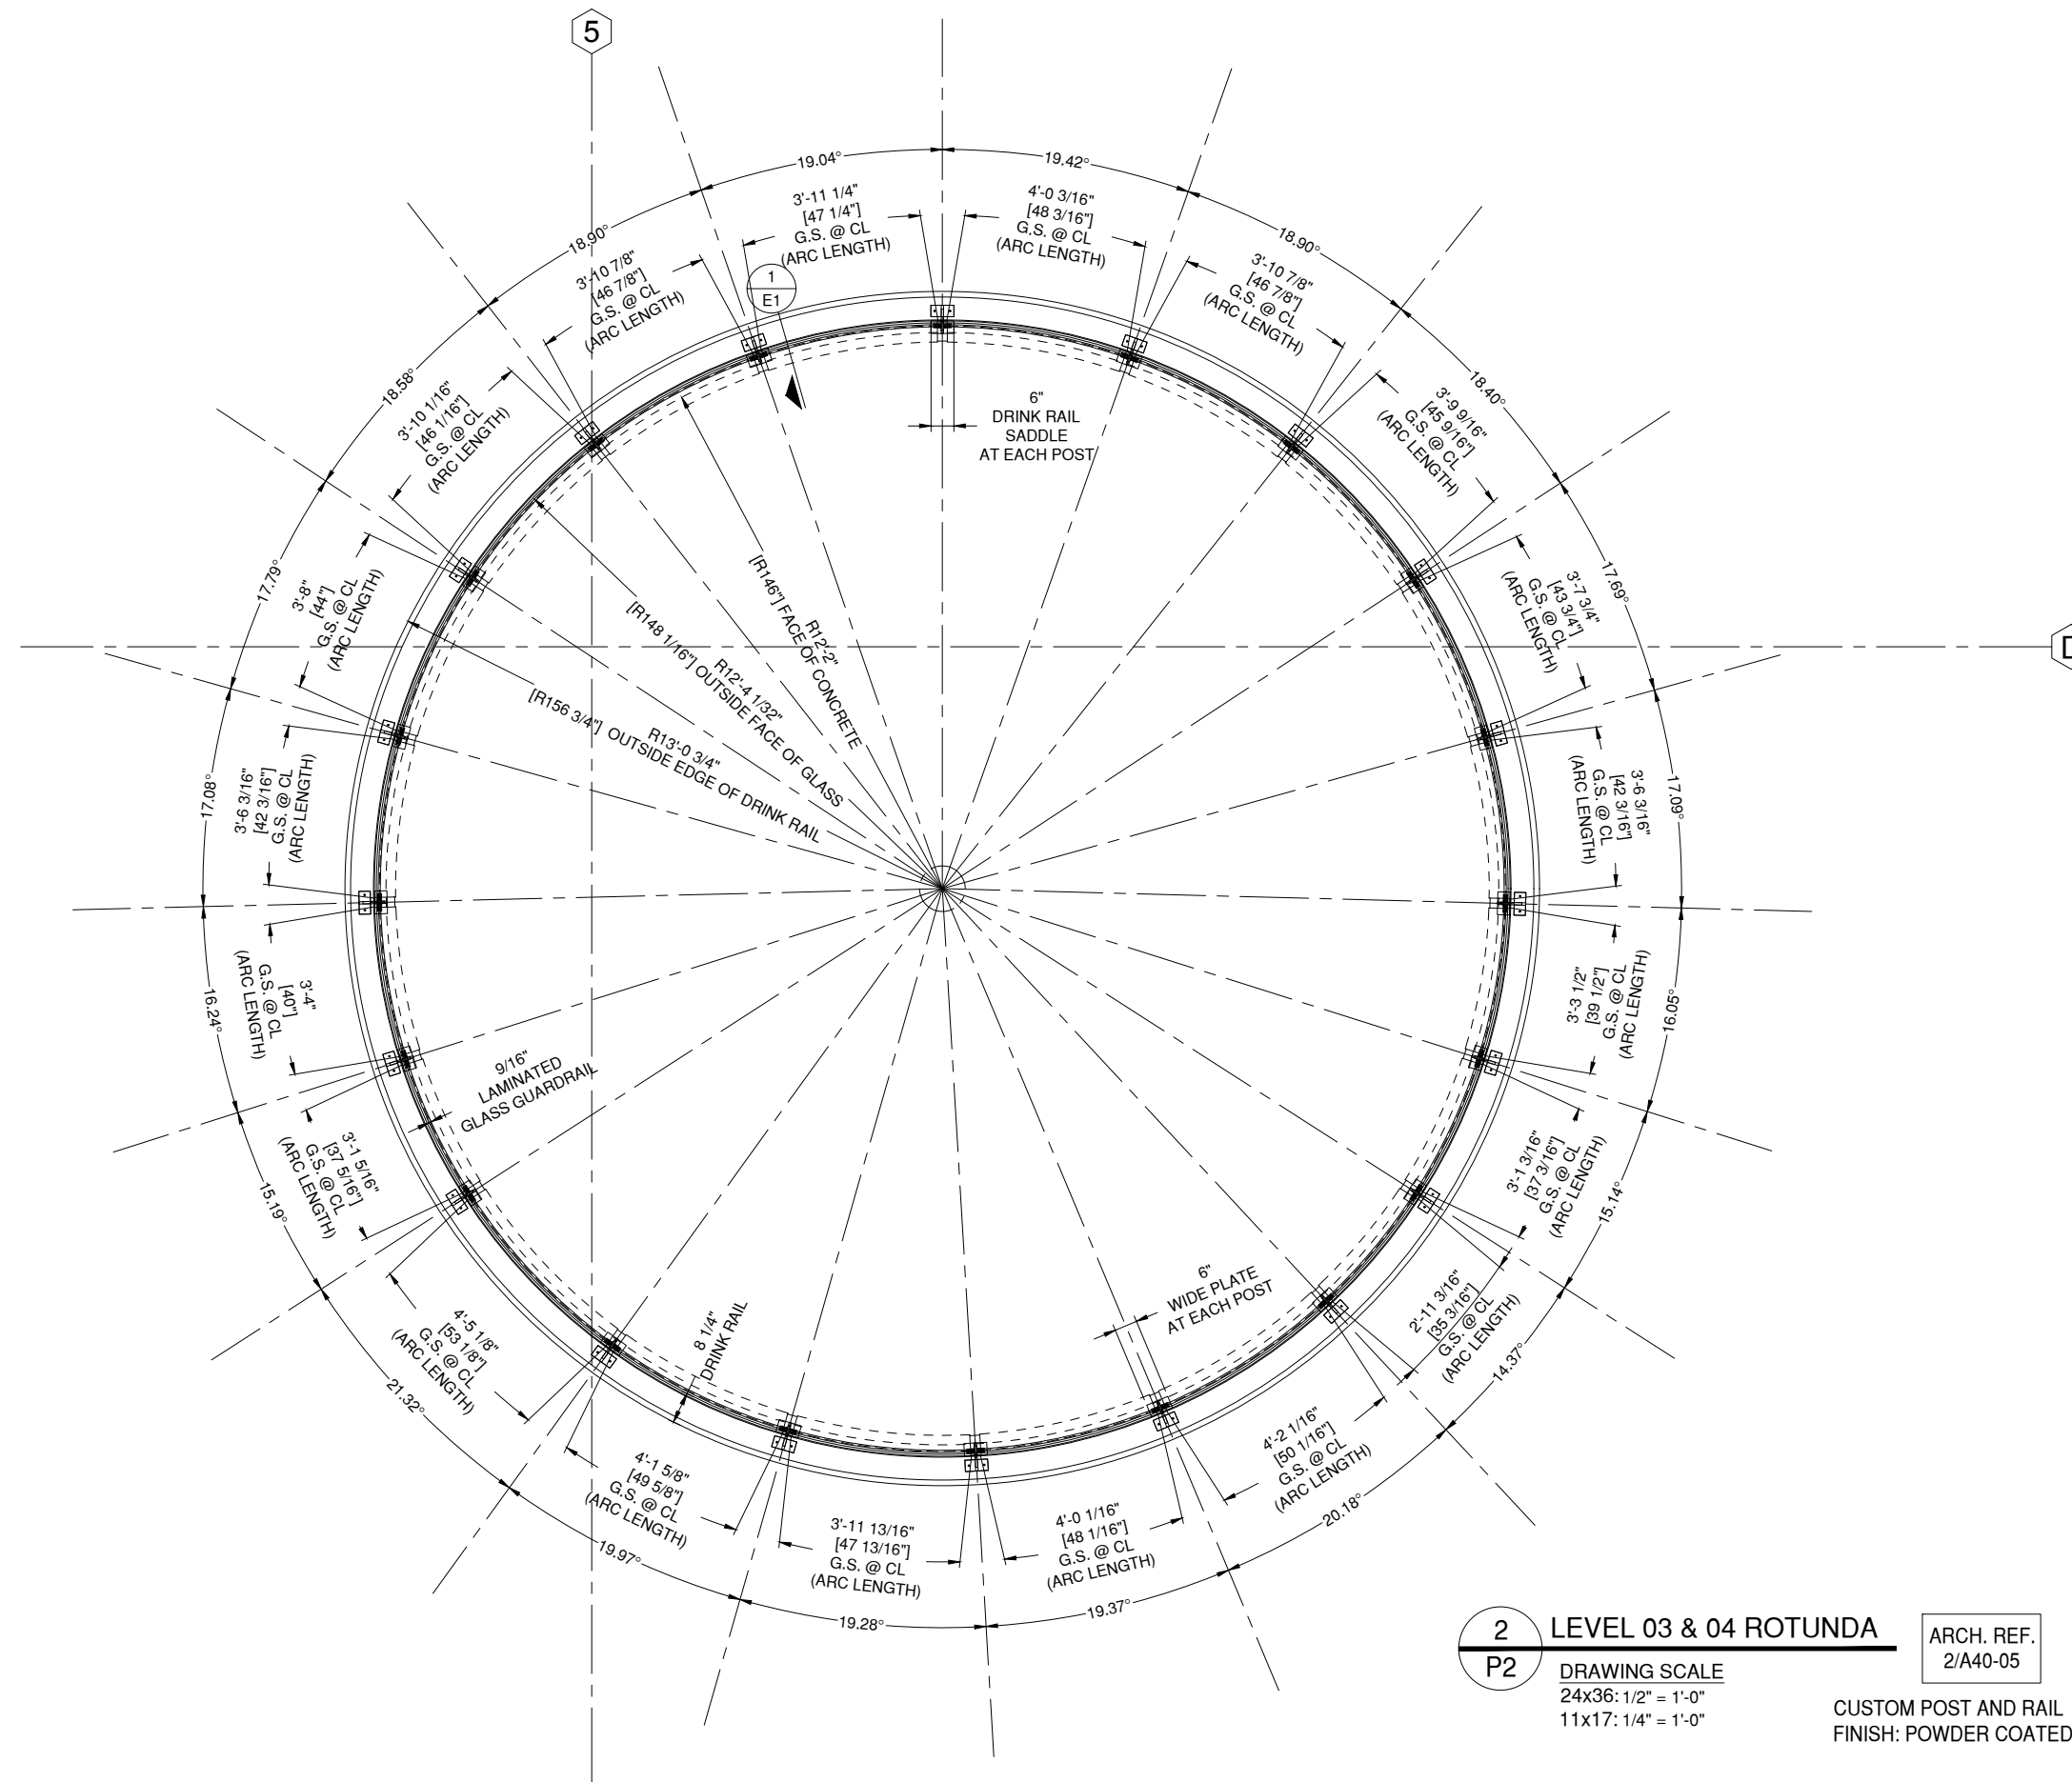 5
19.04°
19.42°
3'-11 1/4"
[47 1/4"]
G.S. @ CL
(ARC LENGTH)
4'-0 3/16"
[48 3/16"]
G.S. @ CL
(ARC LENGTH)
18.90°
3'-10 7/8"
[46 7/8"]
G.S. @ CL
(ARC LENGTH)
1
E1
18.90°
3'-10 7/8"
[46 7/8"]
G.S. @ CL
(ARC LENGTH)
18.58°
3'-10 1/16"
[46 1/16"]
G.S. @ CL
(ARC LENGTH)
6"
DRINK RAIL
SADDLE
AT EACH POST
18.40°
3'-9 9/16"
[45 9/16"]
G.S. @ CL
(ARC LENGTH)
17.79°
3'-8"
[44"]
G.S. @ CL
(ARC LENGTH)
17.69°
3'-7 3/4"
[43 3/4"]
G.S. @ CL
(ARC LENGTH)
R12'-2"
[R146"] FACE OF CONCRETE
R12'-4 1/32"
[R148 1/16"] OUTSIDE FACE OF GLASS
R13'-0 3/4"
[R156 3/4"] OUTSIDE EDGE OF DRINK RAIL
17.08°
3'-6 3/16"
[42 3/16"]
G.S. @ CL
(ARC LENGTH)
17.09°
3'-6 3/16"
[42 3/16"]
G.S. @ CL
(ARC LENGTH)
16.24°
3'-4"
[40"]
G.S. @ CL
(ARC LENGTH)
16.05°
3'-3 1/2"
[39 1/2"]
G.S. @ CL
(ARC LENGTH)
9/16"
LAMINATED
GLASS GUARDRAIL
15.19°
3'-1 5/16"
[37 5/16"]
G.S. @ CL
(ARC LENGTH)
15.14°
3'-1 3/16"
[37 3/16"]
G.S. @ CL
(ARC LENGTH)
21.32°
4'-5 1/8"
[53 1/8"]
G.S. @ CL
(ARC LENGTH)
8 1/4"
DRINK RAIL
6"
WIDE PLATE
AT EACH POST
14.37°
2'-11 3/16"
[35 3/16"]
G.S. @ CL
(ARC LENGTH)
19.97°
4'-1 5/8"
[49 5/8"]
G.S. @ CL
(ARC LENGTH)
19.28°
3'-11 13/16"
[47 13/16"]
G.S. @ CL
(ARC LENGTH)
19.37°
4'-0 1/16"
[48 1/16"]
G.S. @ CL
(ARC LENGTH)
20.18°
4'-2 1/16"
[50 1/16"]
G.S. @ CL
(ARC LENGTH)
2
P2
LEVEL 03 & 04 ROTUNDA
DRAWING SCALE
24x36: 1/2" = 1'-0"
11x17: 1/4" = 1'-0"
ARCH. REF.
2/A40-05
CUSTOM POST AND RAIL
FINISH: POWDER COATED